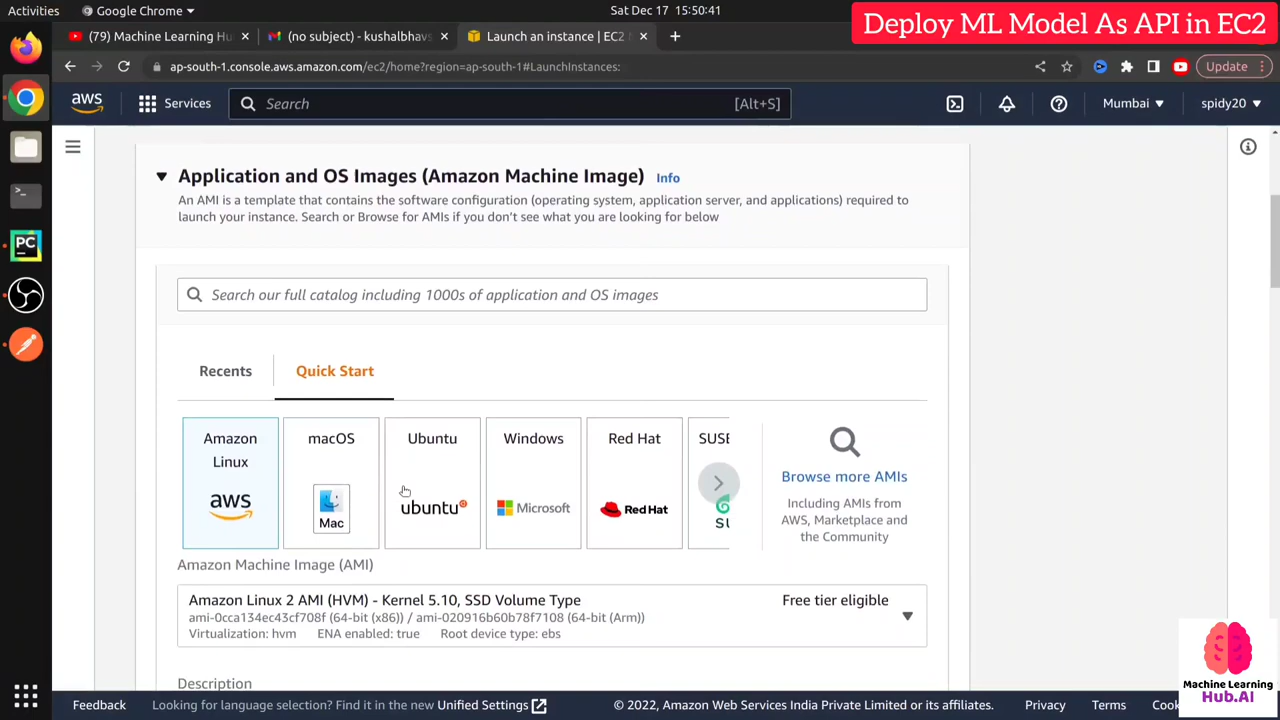 Activities
Google Chrome
Sat Dec 17 15:50:41
Deploy ML Model As API in EC2
(79) Machine Learning Hu
(no subject) - kushalbhavs
Launch an instance | EC2
Update
ap-south-1.console.aws.amazon.com/ec2/home?region=ap-south-1#LaunchInstances:
aws
Services
Search
[Alt+S]
Mumbai
spidy20
Application and OS Images (Amazon Machine Image)
Info
An AMI is a template that contains the software configuration (operating system, application server, and applications) required to
launch your instance. Search or Browse for AMIs if you don't see what you are looking for below
Search our full catalog including 1000s of application and OS images
Recents
Quick Start
Amazon
Linux
aws
macOS
Mac
Ubuntu
ubuntu
Windows
Microsoft
Red Hat
Red Hat
SUSE
SU
Browse more AMIs
Including AMIs from
AWS, Marketplace and
the Community
Amazon Machine Image (AMI)
Amazon Linux 2 AMI (HVM) - Kernel 5.10, SSD Volume Type
Free tier eligible
ami-0cca134ec43cf708f (64-bit (x86)) / ami-020916b60b78f7108 (64-bit (Arm))
Virtualization: hvm ENA enabled: true Root device type: ebs
Description
PC
Machine Learning
Hub.AI
Feedback
Looking for language selection? Find it in the new Unified Settings
© 2022, Amazon Web Services India Private Limited or its affiliates.
Privacy
Terms
Cook